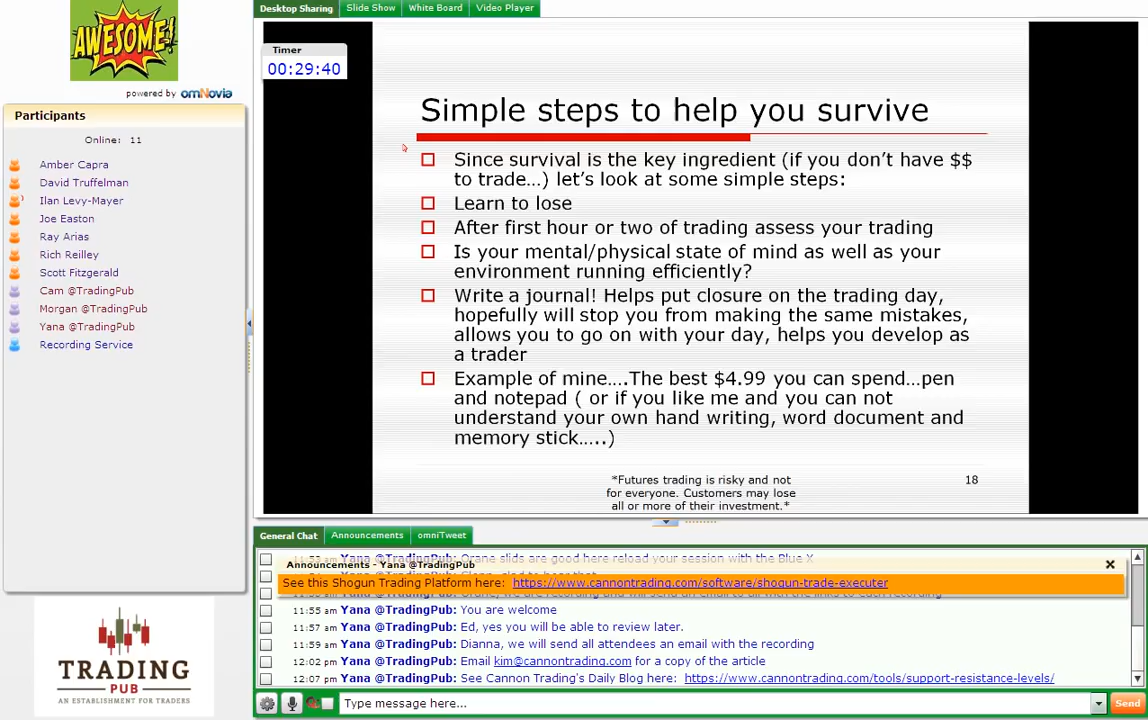 AWESOME!
powered by omNovia
Participants
Online: 11
Amber Capra
David Truffelman
Ilan Levy-Mayer
Joe Easton
Ray Arias
Rich Reilley
Scott Fitzgerald
Cam @TradingPub
Morgan @TradingPub
Yana @TradingPub
Recording Service
TRADING
PUB
AN ESTABLISHMENT FOR TRADERS
Desktop Sharing Slide Show White Board Video Player
Timer
00:29:40
Simple steps to help you survive
Since survival is the key ingredient (if you don’t have $$
to trade…) let’s look at some simple steps:
Learn to lose
After first hour or two of trading assess your trading
Is your mental/physical state of mind as well as your
environment running efficiently?
Write a journal! Helps put closure on the trading day,
hopefully will stop you from making the same mistakes,
allows you to go on with your day, helps you develop as
a trader
Example of mine….The best $4.99 you can spend…pen
and notepad ( or if you like me and you can not
understand your own hand writing, word document and
memory stick…..)
*Futures trading is risky and not
for everyone. Customers may lose
all or more of their investment.*
18
General Chat Announcements omniTweet
Yana @TradingPub: Orane slids are good here reload your session with the Blue X
Announcements - Yana @TradingPub
See this Shogun Trading Platform here: https://www.cannontrading.com/software/shogun-trade-executer
11:55 am Yana @TradingPub: You are welcome
11:57 am Yana @TradingPub: Ed, yes you will be able to review later.
11:59 am Yana @TradingPub: Dianna, we will send all attendees an email with the recording
12:02 pm Yana @TradingPub: Email kim@cannontrading.com for a copy of the article
12:07 pm Yana @TradingPub: See Cannon Trading's Daily Blog here: https://www.cannontrading.com/tools/support-resistance-levels/
Type message here...
Send